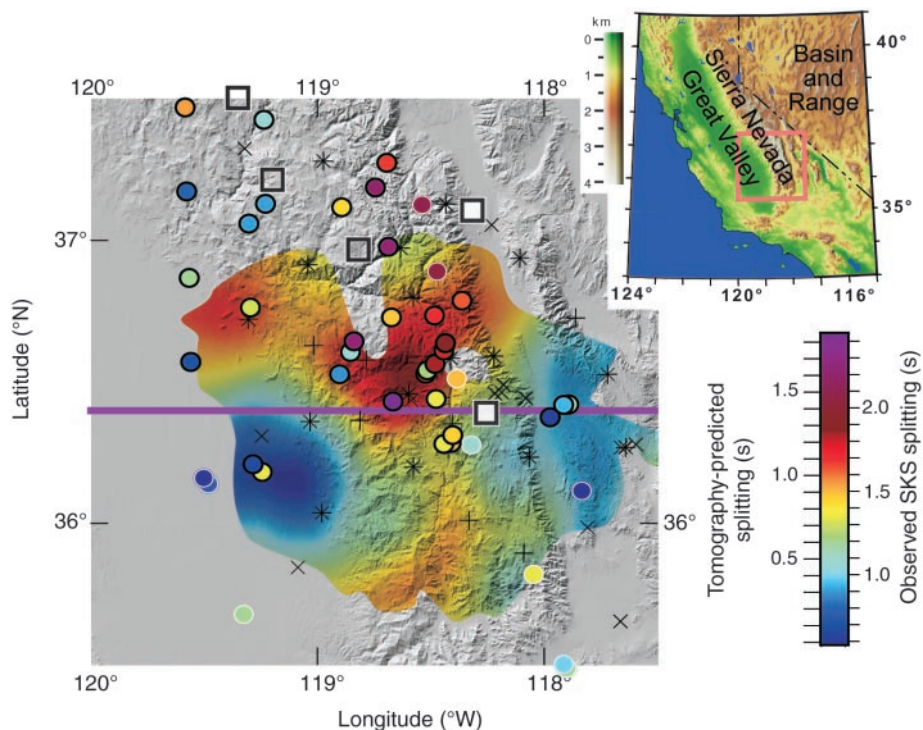 km
0
1
2
3
4
Basin
and
Range
Sierra Nevada
Great Valley
40°
35°
124°
120°
116°
120°
119°
118°
37°
36°
36°
120°
119°
118°
Latitude (°N)
Longitude (°W)
Tomography-predicted
splitting (s)
1.5
1.0
0.5
2.0
1.5
1.0
Observed SKS splitting (s)